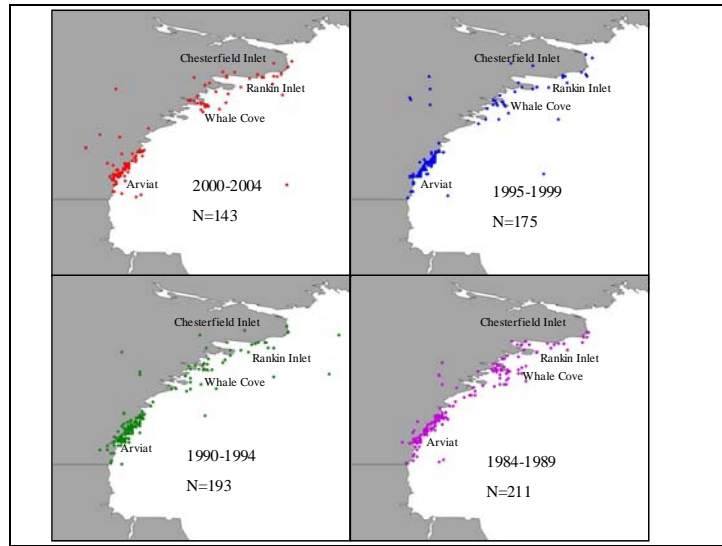 Chesterfield Inlet
Rankin Inlet
Whale Cove
Arviat
2000-2004
N=143
Chesterfield Inlet
Rankin Inlet
Whale Cove
Arviat
1995-1999
N=175
Chesterfield Inlet
Rankin Inlet
Whale Cove
Arviat
1990-1994
N=193
Chesterfield Inlet
Rankin Inlet
Whale Cove
Arviat
1984-1989
N=211